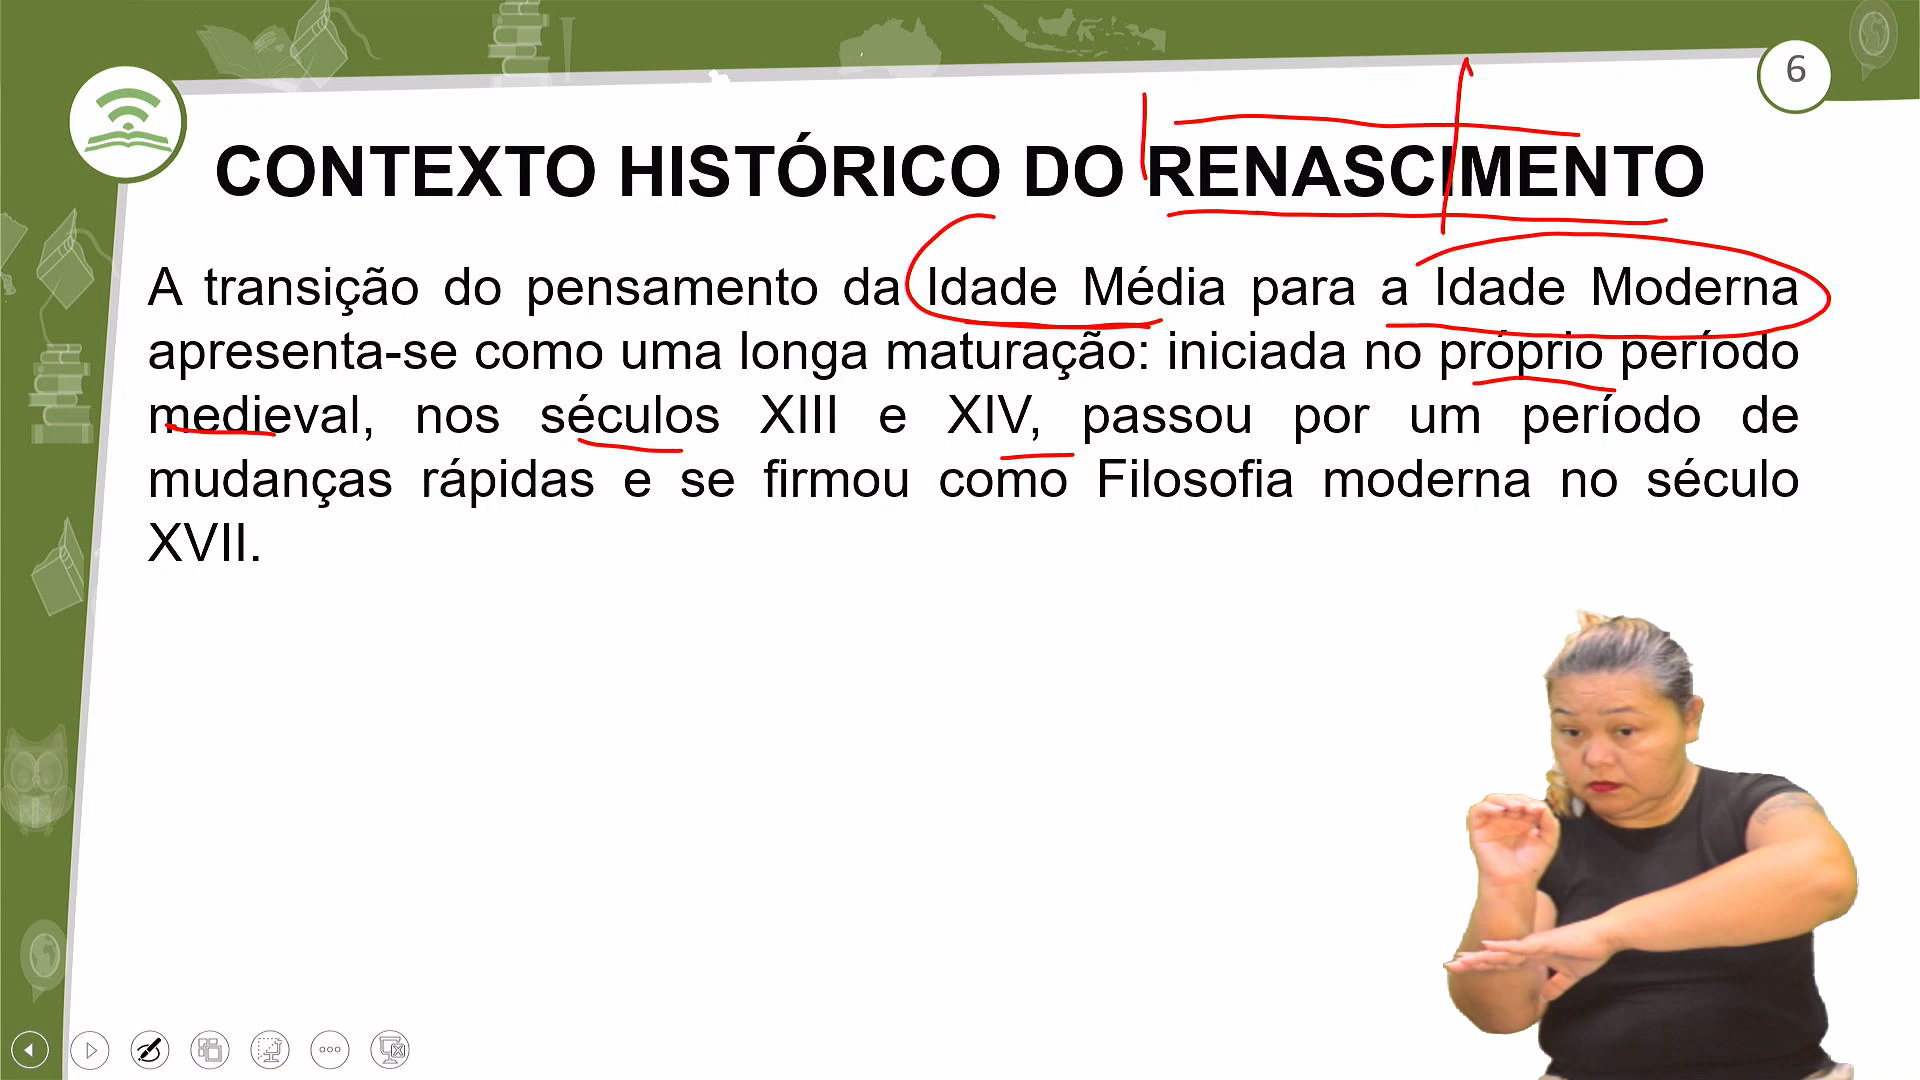 6
CONTEXTO HISTÓRICO DO RENASCIMENTO
A transição do pensamento da Idade Média para a Idade Moderna
apresenta-se como uma longa maturação: iniciada no próprio período
medieval, nos séculos XIII e XIV, passou por um período de
mudanças rápidas e se firmou como Filosofia moderna no século
XVII.